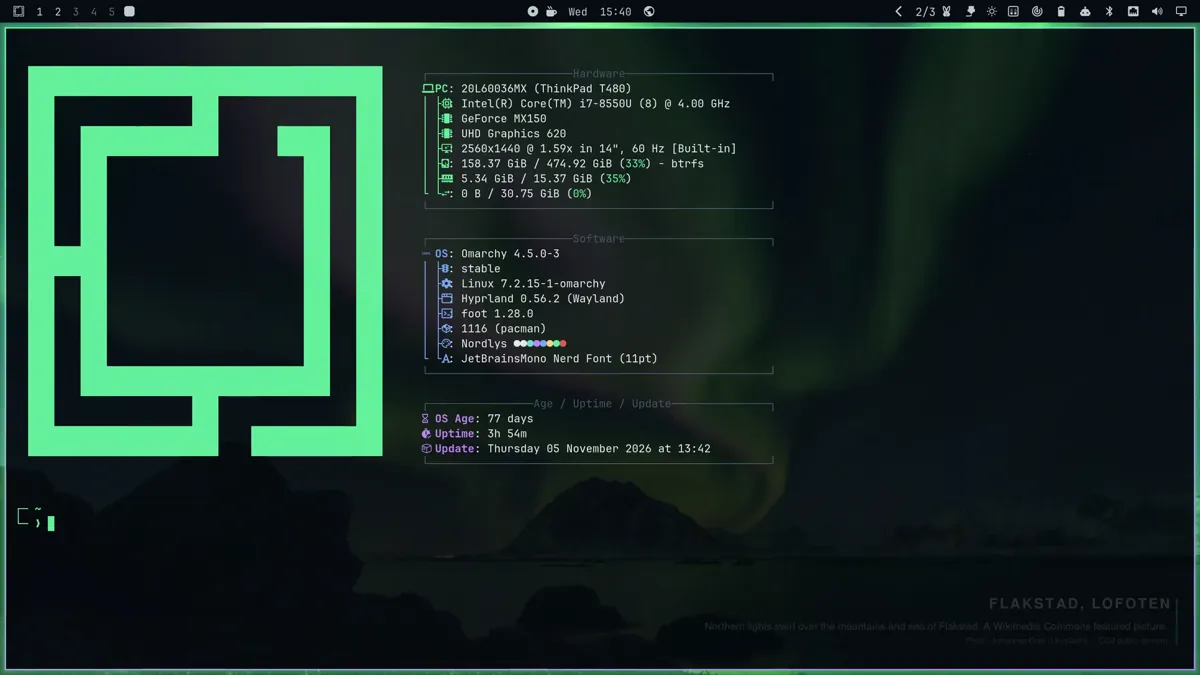 1 2 3 4 5
Wed 15:40
2/3
Hardware
PC: 20L60036MX (ThinkPad T480)
Intel(R) Core(TM) i7-8550U (8) @ 4.00 GHz
GeForce MX150
UHD Graphics 620
2560x1440 @ 1.59x in 14", 60 Hz [Built-in]
158.37 GiB / 474.92 GiB (33%) - btrfs
5.34 GiB / 15.37 GiB (35%)
0 B / 30.75 GiB (0%)
Software
OS: Omarchy 4.5.0-3
stable
Linux 7.2.15-1-omarchy
Hyprland 0.56.2 (Wayland)
foot 1.28.0
1116 (pacman)
Nordlys
JetBrainsMono Nerd Font (11pt)
Age / Uptime / Update
OS Age: 77 days
Uptime: 3h 54m
Update: Thursday 05 November 2026 at 13:42
~
❯
FLAKSTAD, LOFOTEN
Northern lights swirl over the mountains and sea of Flakstad. A Wikimedia Commons featured picture.